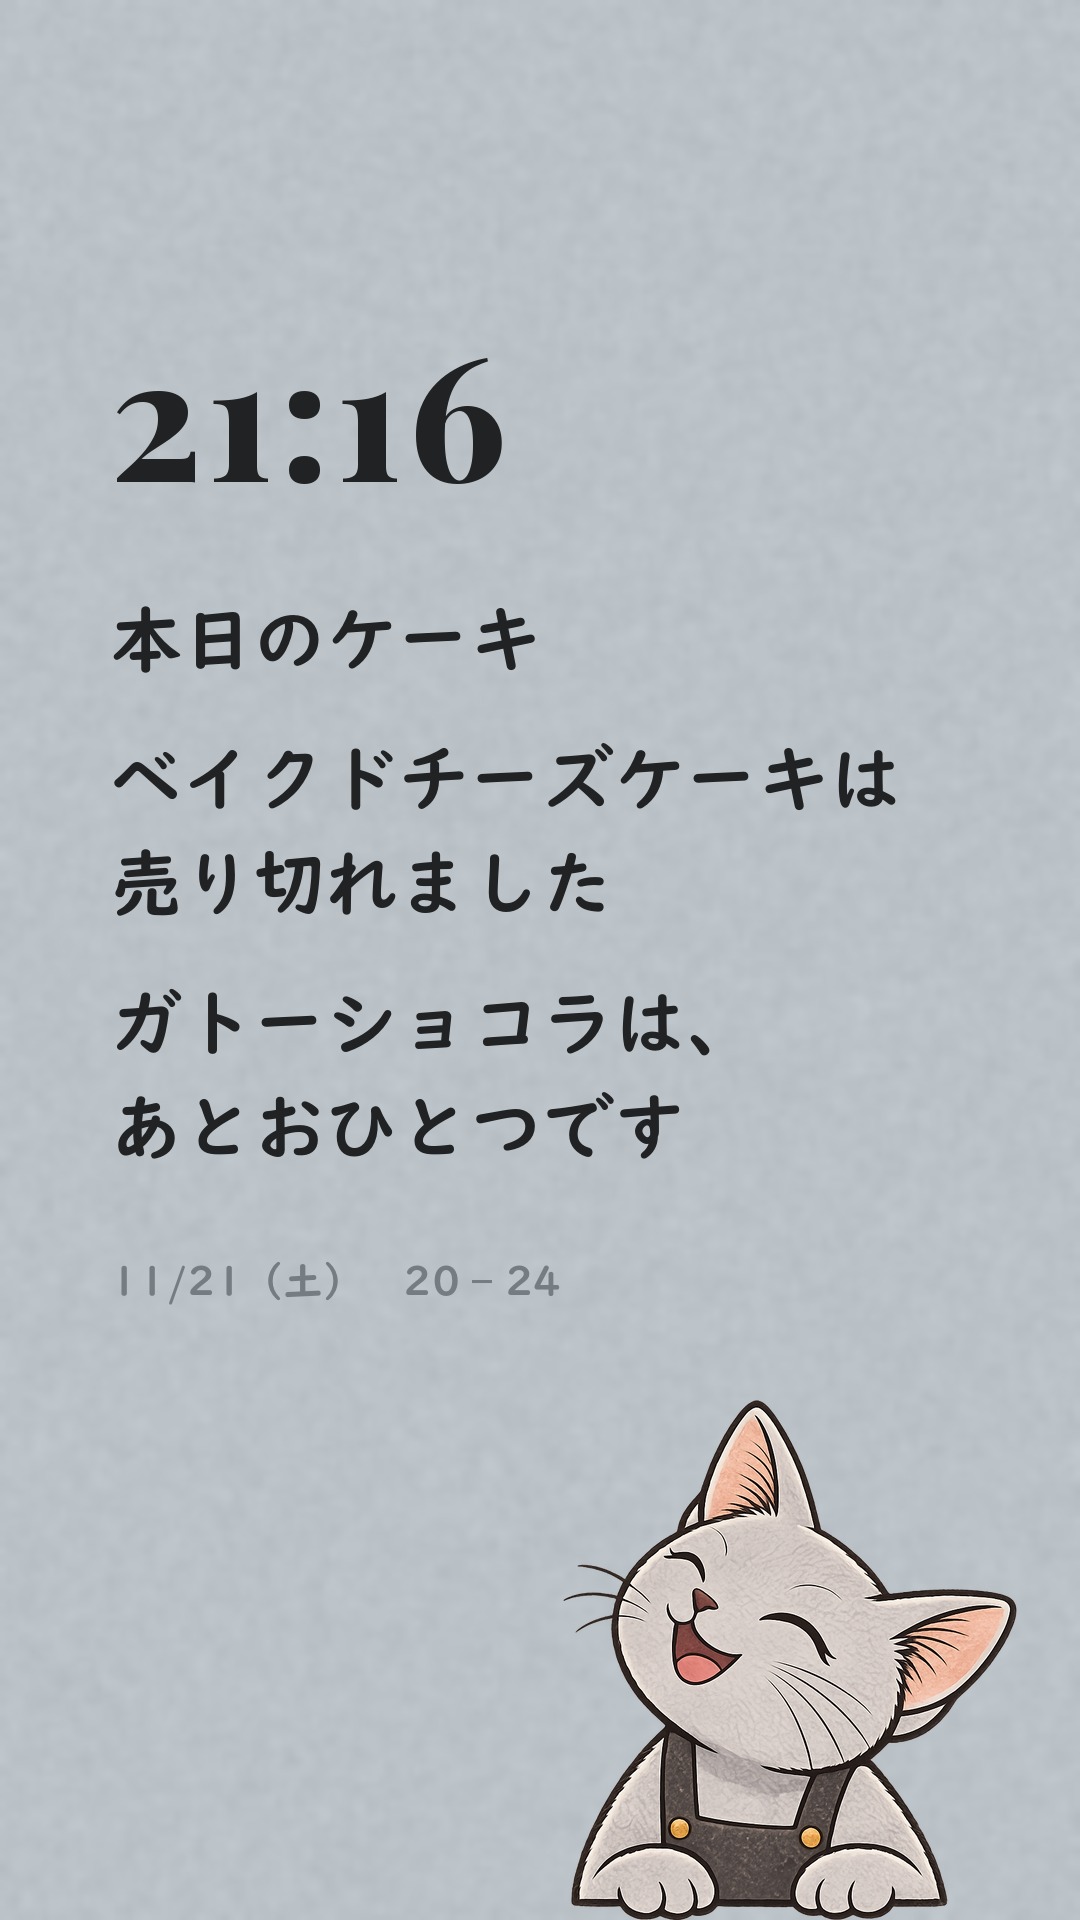 21:16
本日のケーキ
ベイクドチーズケーキは
売り切れました
ガトーショコラは、
あとおひとつです
11/21（土）　20 – 24